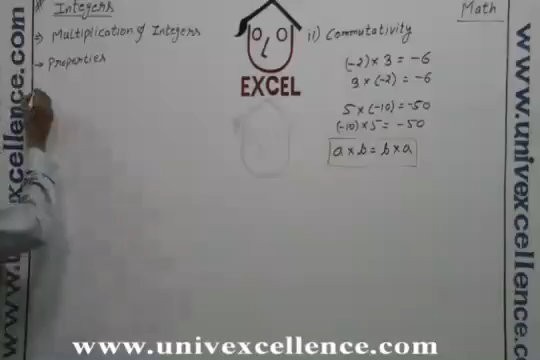 Integers
→ Multiplication of Integers
→ Properties
EXCEL
ii) Commutativity
(-2) × 3 = -6
3 × (-2) = -6
5 × (-10) = -50
(-10) × 5 = -50
a × b = b × a
Math
www.univexcellence.com
www.univexcellence.com
www.univexcellence.com